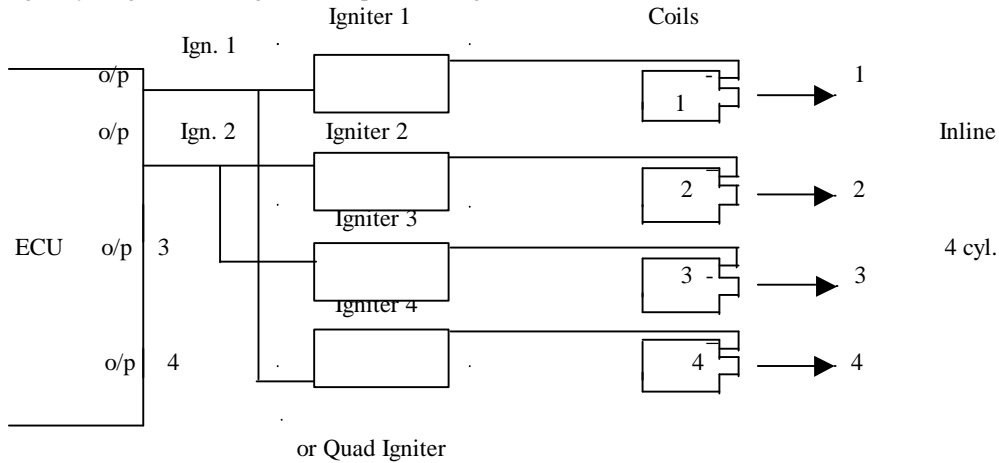 Igniter 1 Coils
Ign. 1
o/p 1
- 1
o/p Ign. 2 Igniter 2 Inline
2 2
Igniter 3
ECU o/p 3 4 cyl.
3 - 3
Igniter 4
o/p 4 4 4
or Quad Igniter